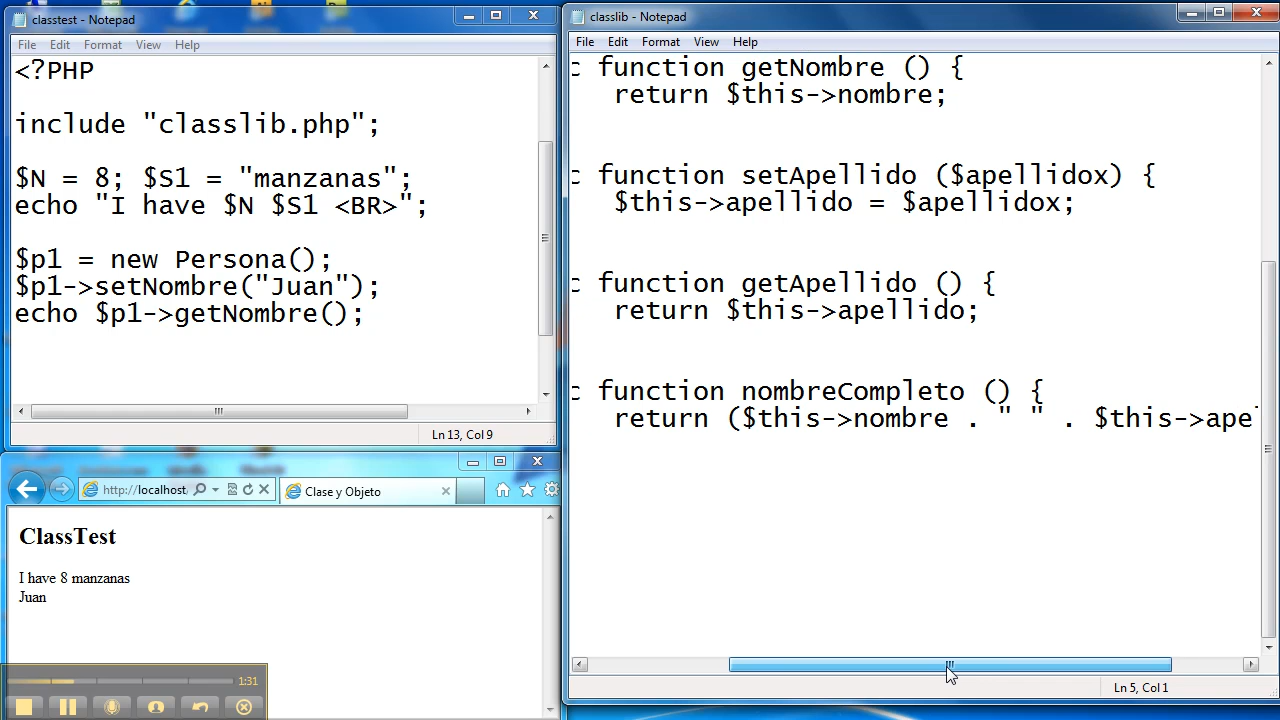 classtest - Notepad
File Edit Format View Help
<?PHP
include "classlib.php";
$N = 8; $S1 = "manzanas";
echo "I have $N $S1 <BR>";
$p1 = new Persona();
$p1->setNombre("Juan");
echo $p1->getNombre();
Ln 13, Col 9
classlib - Notepad
File Edit Format View Help
c function getNombre () {
return $this->nombre;
c function setApellido ($apellidox) {
$this->apellido = $apellidox;
c function getApellido () {
return $this->apellido;
c function nombreCompleto () {
return ($this->nombre . " " . $this->apel
Ln 5, Col 1
http://localhost
Clase y Objeto
ClassTest
I have 8 manzanas
Juan
1:31